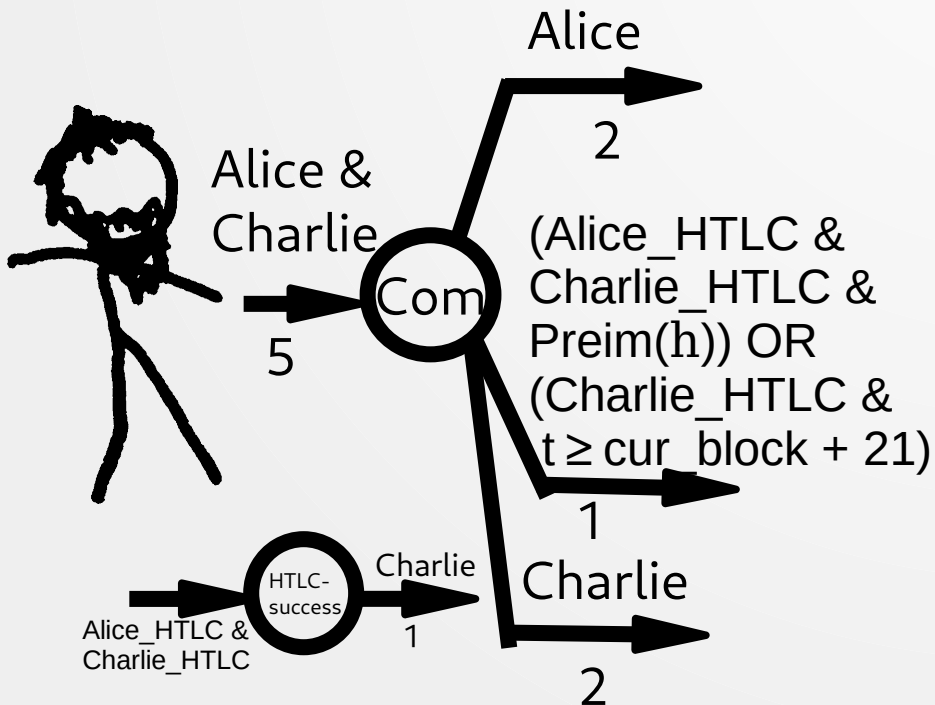 Alice
2
Alice &
Charlie
5
Com
(Alice_HTLC &
Charlie_HTLC &
Preim(h)) OR
(Charlie_HTLC &
t ≥ cur_block + 21)
1
Charlie
2
HTLC-
success
Alice_HTLC &
Charlie_HTLC
Charlie
1